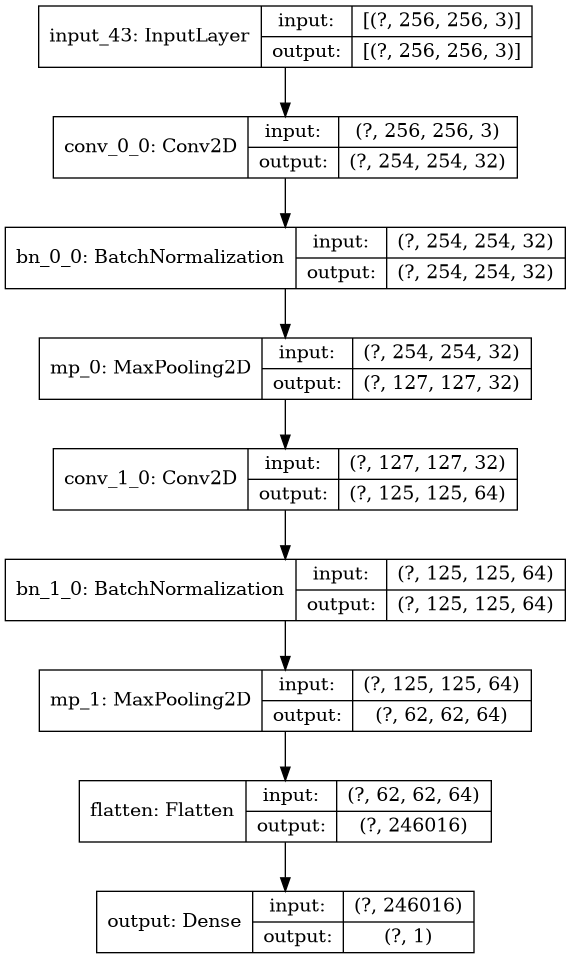 input_43: InputLayer
input: [(?, 256, 256, 3)]
output: [(?, 256, 256, 3)]
conv_0_0: Conv2D
input: (?, 256, 256, 3)
output: (?, 254, 254, 32)
bn_0_0: BatchNormalization
input: (?, 254, 254, 32)
output: (?, 254, 254, 32)
mp_0: MaxPooling2D
input: (?, 254, 254, 32)
output: (?, 127, 127, 32)
conv_1_0: Conv2D
input: (?, 127, 127, 32)
output: (?, 125, 125, 64)
bn_1_0: BatchNormalization
input: (?, 125, 125, 64)
output: (?, 125, 125, 64)
mp_1: MaxPooling2D
input: (?, 125, 125, 64)
output: (?, 62, 62, 64)
flatten: Flatten
input: (?, 62, 62, 64)
output: (?, 246016)
output: Dense
input: (?, 246016)
output: (?, 1)